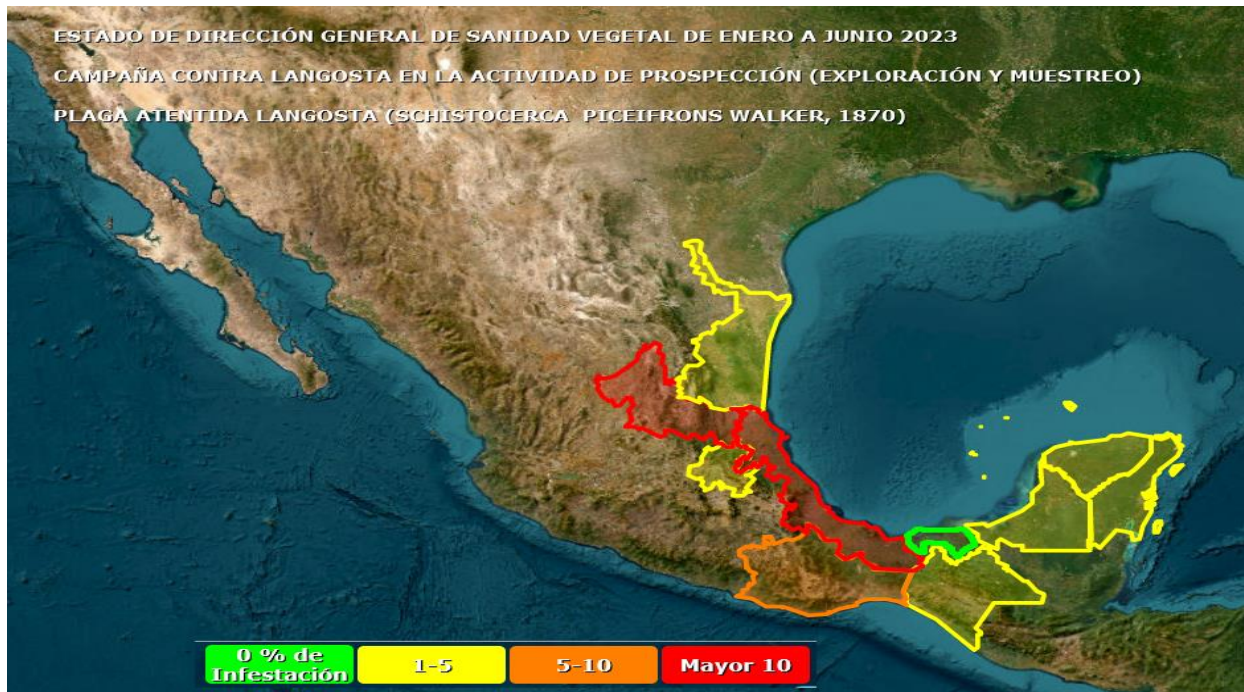 ESTADO DE DIRECCIÓN GENERAL DE SANIDAD VEGETAL DE ENERO A JUNIO 2023
CAMPAÑA CONTRA LANGOSTA EN LA ACTIVIDAD DE PROSPECCIÓN (EXPLORACIÓN Y MUESTREO)
PLAGA ATENTIDA LANGOSTA (SCHISTOCERCA PICEIFRONS WALKER, 1870)
0 % de
Infestación
1-5
5-10
Mayor 10